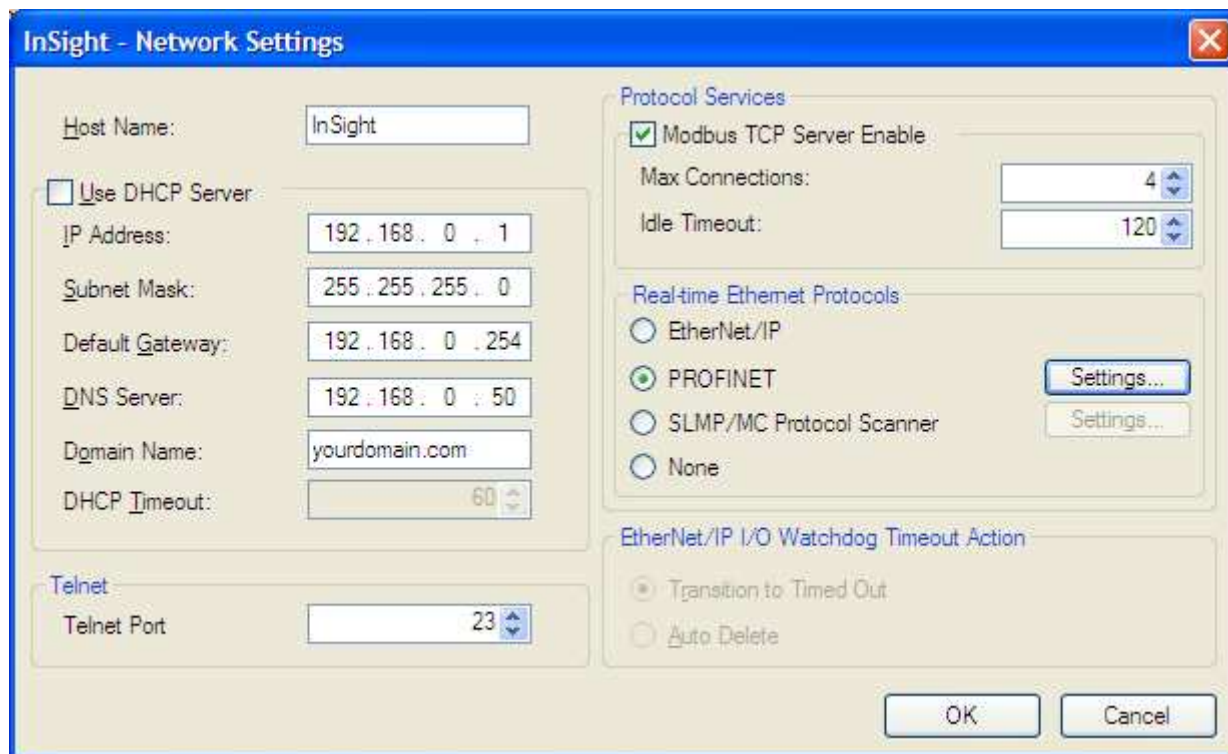 InSight - Network Settings
Host Name: InSight
Use DHCP Server
IP Address: 192 . 168 . 0 . 1
Subnet Mask: 255 . 255 . 255 . 0
Default Gateway: 192 . 168 . 0 . 254
DNS Server: 192 . 168 . 0 . 50
Domain Name: yourdomain.com
DHCP Timeout: 60
Telnet
Telnet Port 23
Protocol Services
Modbus TCP Server Enable
Max Connections: 4
Idle Timeout: 120
Real-time Ethernet Protocols
EtherNet/IP
PROFINET Settings...
SLMP/MC Protocol Scanner Settings...
None
EtherNet/IP I/O Watchdog Timeout Action
Transition to Timed Out
Auto Delete
OK Cancel